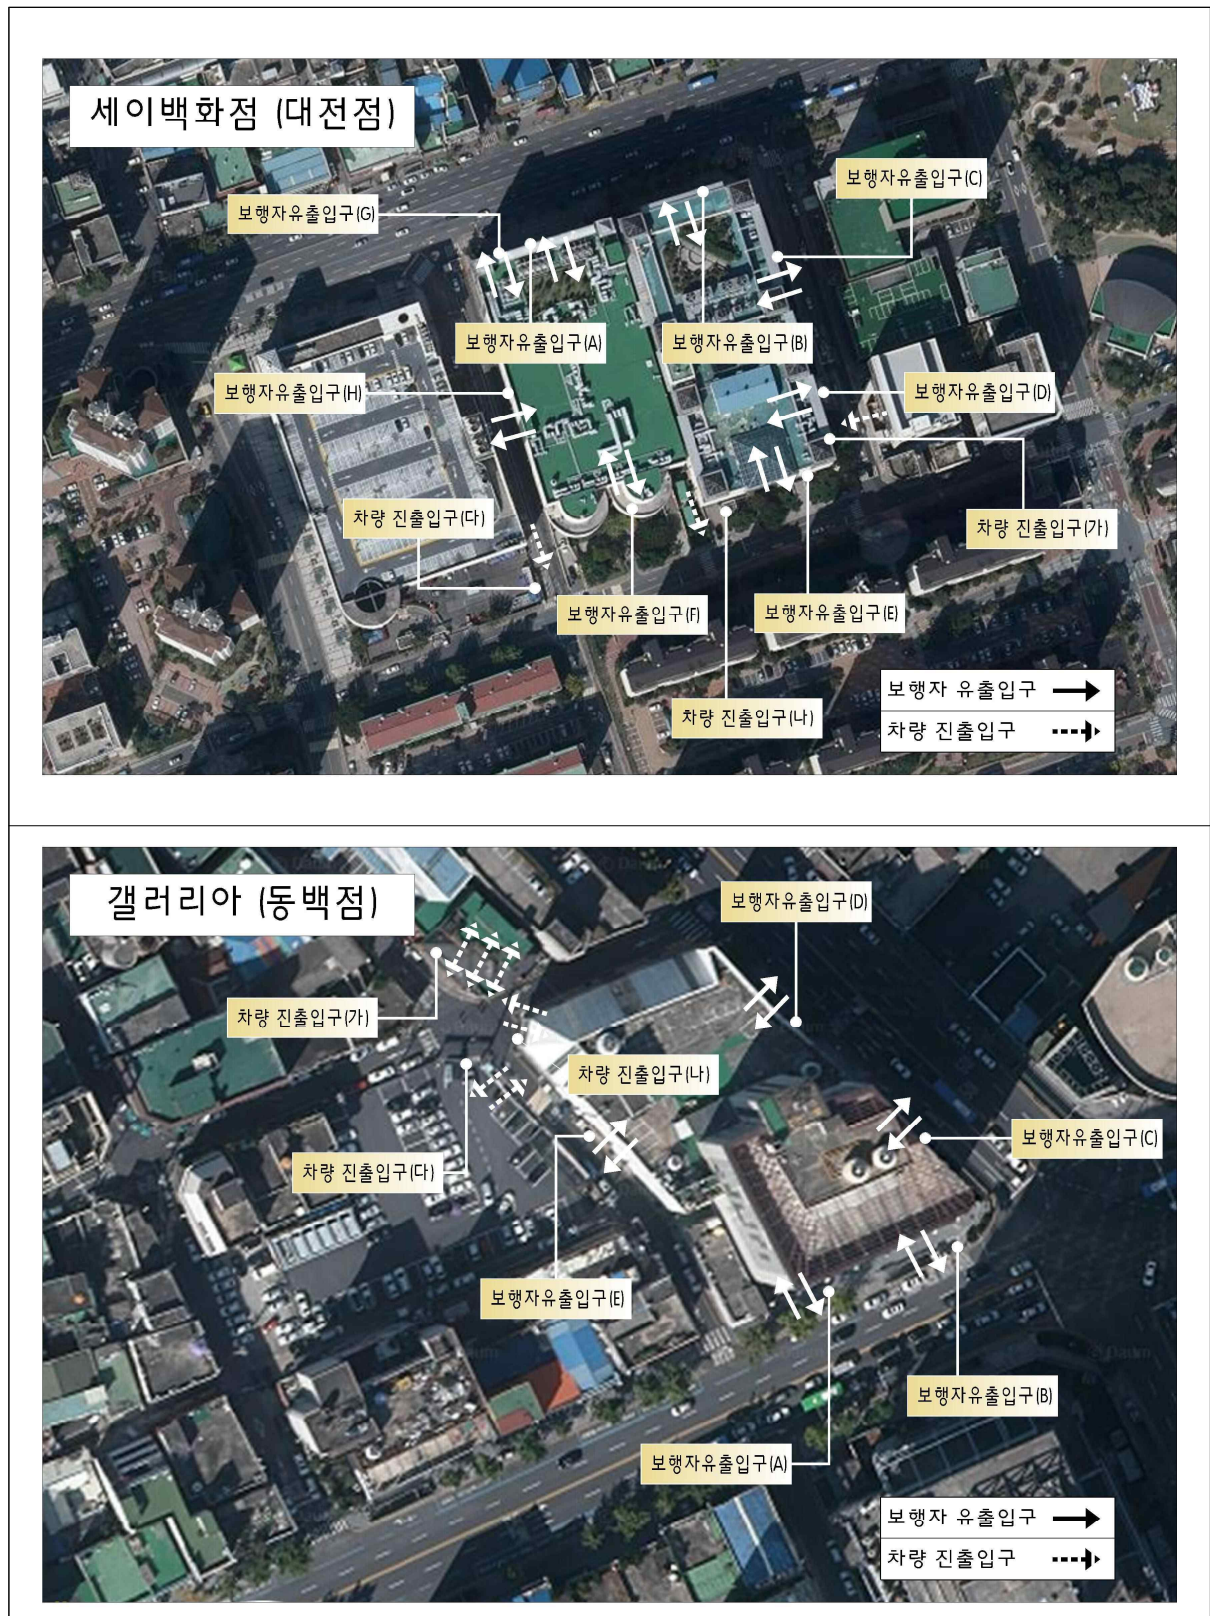 세이백화점 (대전점)
보행자유출입구(C)
보행자유출입구(G)
보행자유출입구(A)
보행자유출입구(B)
보행자유출입구(H)
보행자유출입구(D)
차량 진출입구(다)
차량 진출입구(가)
보행자유출입구(F)
보행자유출입구(E)
차량 진출입구(나)
보행자 유출입구
차량 진출입구
갤러리아 (동백점)
보행자유출입구(D)
차량 진출입구(가)
차량 진출입구(나)
보행자유출입구(C)
차량 진출입구(다)
보행자유출입구(E)
보행자유출입구(B)
보행자유출입구(A)
보행자 유출입구
차량 진출입구